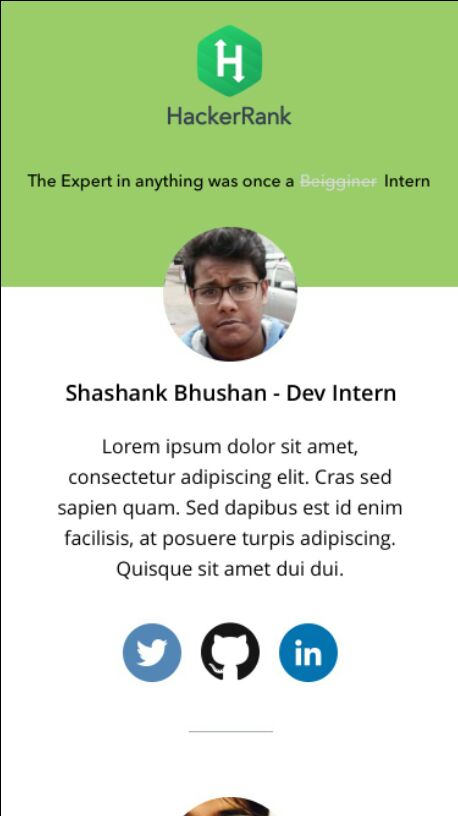 HackerRank
The Expert in anything was once a Beigginer Intern
Shashank Bhushan - Dev Intern
Lorem ipsum dolor sit amet,
consectetur adipiscing elit. Cras sed
sapien quam. Sed dapibus est id enim
facilisis, at posuere turpis adipiscing.
Quisque sit amet dui dui.